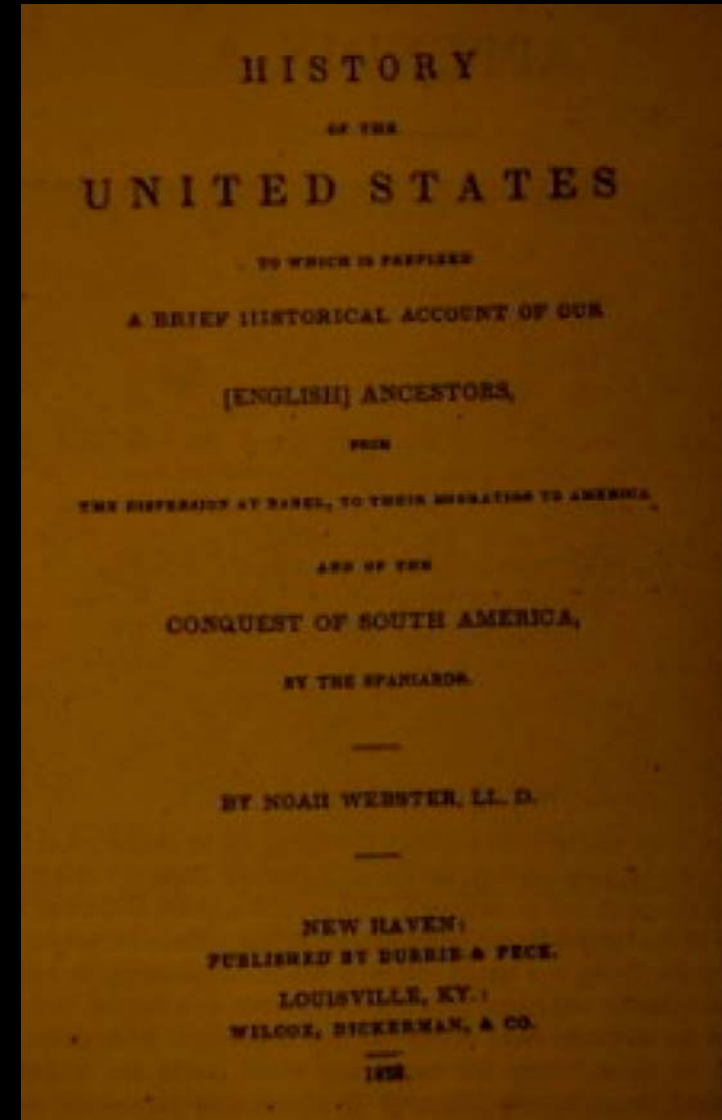 HISTORY
OF THE
UNITED STATES
TO WHICH IS PREFIXED
A BRIEF HISTORICAL ACCOUNT OF OUR
[ENGLISH] ANCESTORS,
FROM
THE DISPERSION AT BABEL, TO THEIR MIGRATION TO AMERICA
AND OF THE
CONQUEST OF SOUTH AMERICA,
BY THE SPANIARDS.
BY NOAH WEBSTER, LL. D.
NEW HAVEN:
PUBLISHED BY DURRIE & PECK.
LOUISVILLE, KY.:
WILCOX, DICKERMAN, & CO.